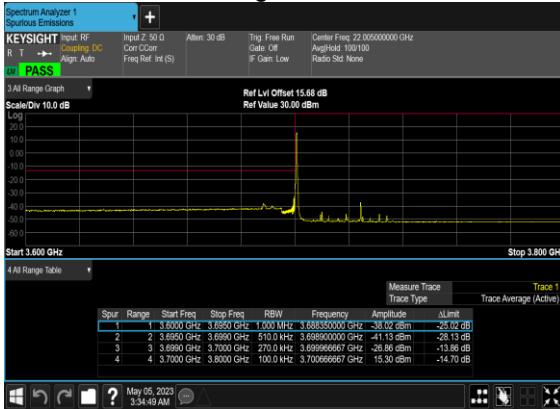 Spectrum Analyzer 1
Spurious Emissions
+
KEYSIGHT Input: RF Input Z: 50 Ω Atten: 30 dB Trig: Free Run Center Freq: 22.005000000 GHz
R T Coupling: DC Corr CCorr Gate: Off Avg|Hold: 100/100
Align: Auto Freq Ref: Int (S) IF Gain: Low Radio Std: None
PASS
3 All Range Graph
Ref Lvl Offset 15.68 dB
Scale/Div 10.0 dB Ref Value 30.00 dBm
Log
20.0
10.0
0.00
-10.0
-20.0
-30.0
-40.0
-50.0
-60.0
Start 3.600 GHz Stop 3.800 GH
4 All Range Table
Measure Trace Trace 1
Trace Type Trace Average (Active)
Spur Range Start Freq Stop Freq RBW Frequency Amplitude ΔLimit
1 1 3.6000 GHz 3.6950 GHz 1.000 MHz 3.688350000 GHz -38.02 dBm -25.02 dB
2 2 3.6950 GHz 3.6990 GHz 510.0 kHz 3.698900000 GHz -41.13 dBm -28.13 dB
3 3 3.6990 GHz 3.7000 GHz 270.0 kHz 3.699966667 GHz -26.86 dBm -13.86 dB
4 4 3.7000 GHz 3.8000 GHz 100.0 kHz 3.700666667 GHz 15.30 dBm -14.70 dB
? May 05, 2023
3:34:49 AM